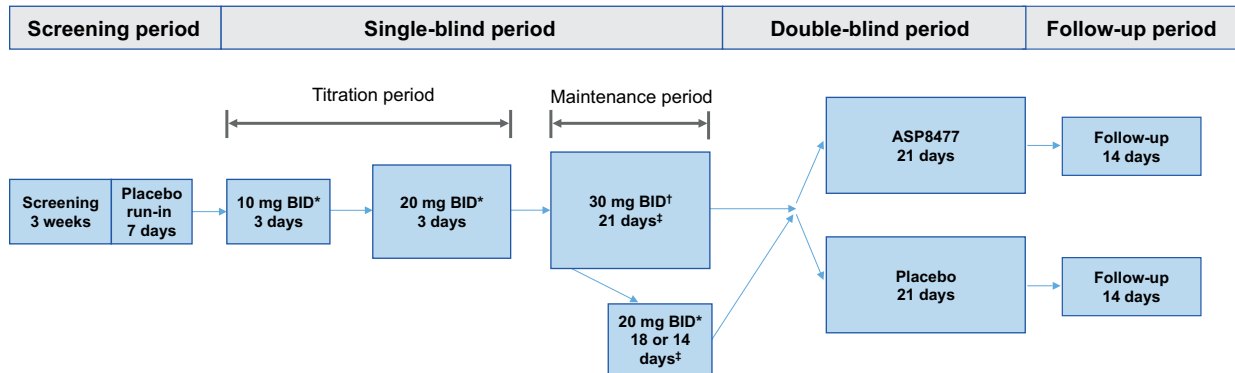 Screening period
Single-blind period
Double-blind period
Follow-up period
Titration period
Maintenance period
Screening
3 weeks
Placebo
run-in
7 days
10 mg BID*
3 days
20 mg BID*
3 days
30 mg BID†
21 days‡
20 mg BID*
18 or 14
days‡
ASP8477
21 days
Follow-up
14 days
Placebo
21 days
Follow-up
14 days